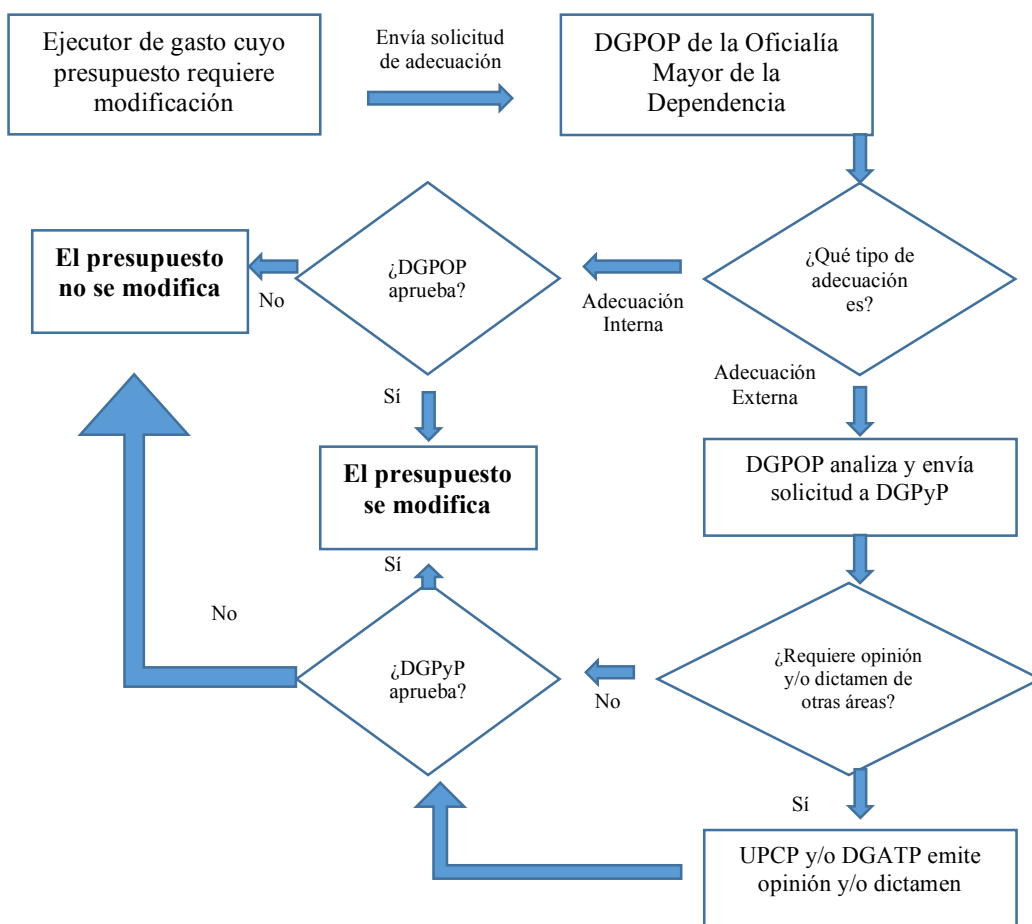 Ejecutor de gasto cuyo
presupuesto requiere
modificación
Envía solicitud
de adecuación
DGPOP de la Oficialía
Mayor de la
Dependencia
¿Qué tipo de
adecuación
es?
Adecuación
Interna
¿DGPOP
aprueba?
No
El presupuesto
no se modifica
Sí
El presupuesto
se modifica
Adecuación
Externa
DGPOP analiza y envía
solicitud a DGPyP
¿Requiere opinión
y/o dictamen de
otras áreas?
No
¿DGPyP
aprueba?
Sí
No
Sí
UPCP y/o DGATP emite
opinión y/o dictamen